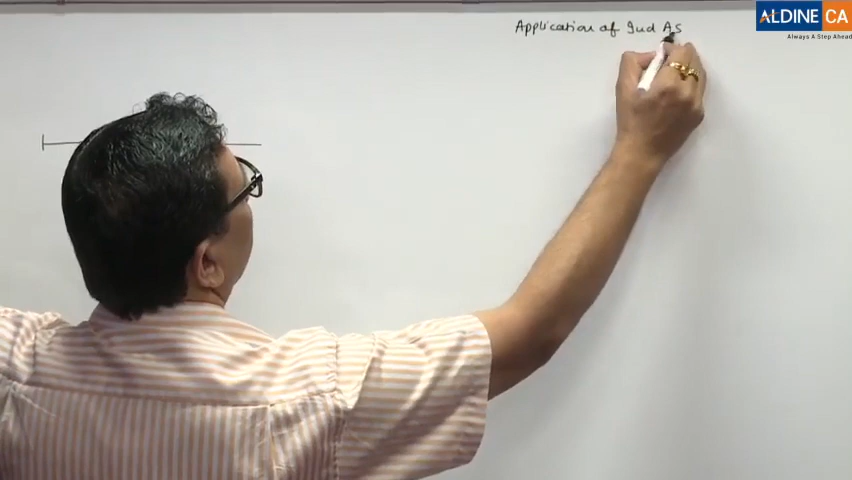 ALDINE CA
Always A Step Ahead
Application of Ind AS